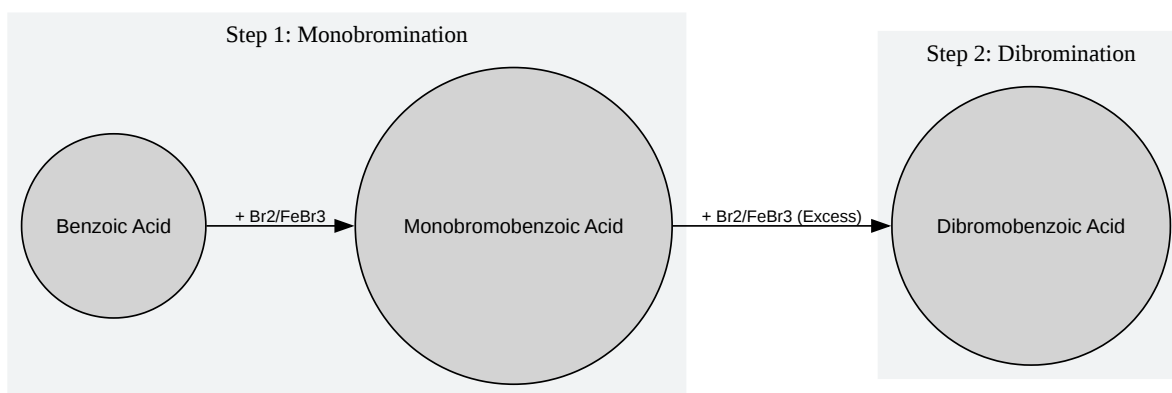 Step 1: Monobromination
Step 2: Dibromination
Benzoic Acid
+ Br2/FeBr3
Monobromobenzoic Acid
+ Br2/FeBr3 (Excess)
Dibromobenzoic Acid